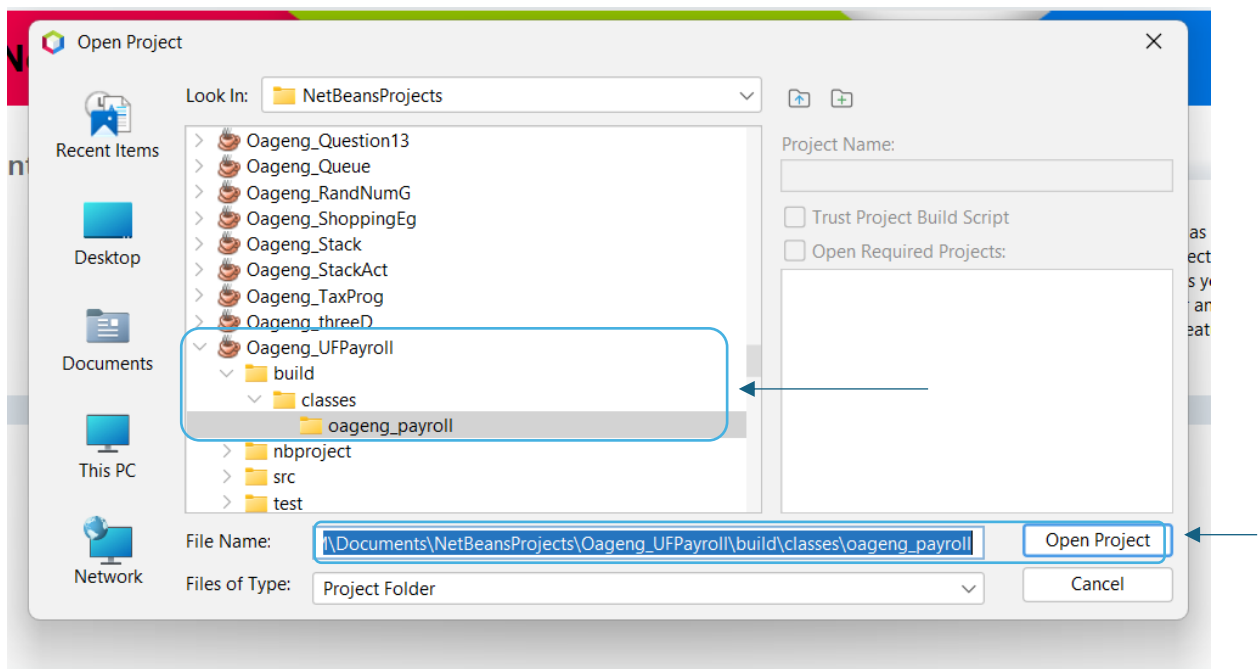 Open Project
Look In: NetBeansProjects
Recent Items
Desktop
Documents
This PC
Network
Oageng_Question13
Oageng_Queue
Oageng_RandNumG
Oageng_ShoppingEg
Oageng_Stack
Oageng_StackAct
Oageng_TaxProg
Oageng_threeD
Oageng_UFPayroll
build
classes
oageng_payroll
nbproject
src
test
Project Name:
Trust Project Build Script
Open Required Projects:
File Name: \Documents\NetBeansProjects\Oageng_UFPayroll\build\classes\oageng_payroll Open Project
Files of Type: Project Folder Cancel
as